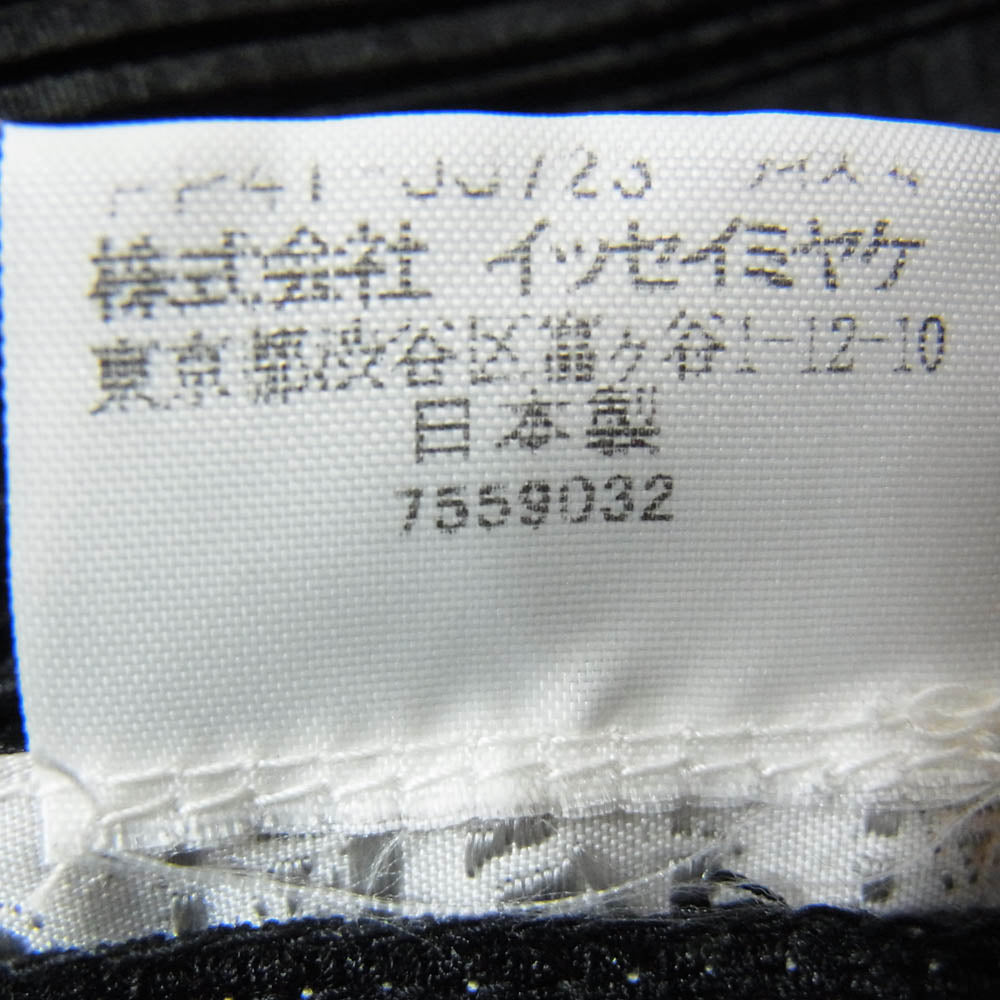 株式会社 イッセイミヤケ
東京都渋谷区富ヶ谷1-12-10
日本製
7559032